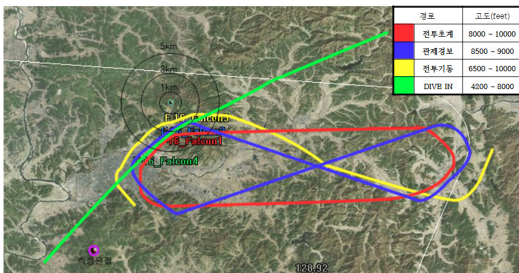 경로 고도(feet)
전투초계 8000 ~ 10000
관제경보 8500 ~ 9000
전투기동 6500 ~ 10000
DIVE IN 4200 ~ 8000
5km
3km
1km
F16_Falcon3
F16_Falcon1
F16_Falcon4
128.92